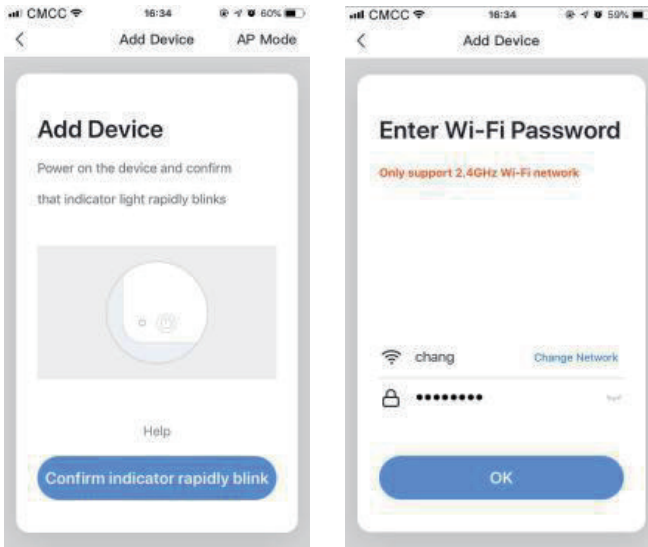 CMCC 16:34 60%
Add Device AP Mode
Add Device
Power on the device and confirm
that indicator light rapidly blinks
Help
Confirm indicator rapidly blink
CMCC 16:34 59%
Add Device
Enter Wi-Fi Password
Only support 2.4GHz Wi-Fi network
chang Change Network
••••••••
OK